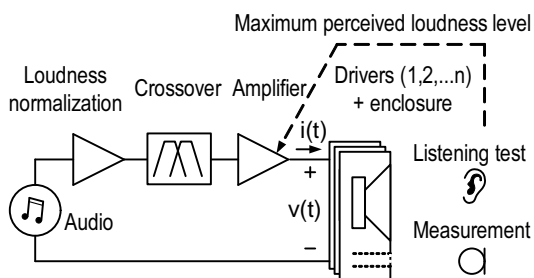 Maximum perceived loudness level
Loudness
normalization
Crossover
Amplifier
Drivers (1,2,...n)
+ enclosure
i(t)
+
v(t)
−
Audio
Listening test
Measurement